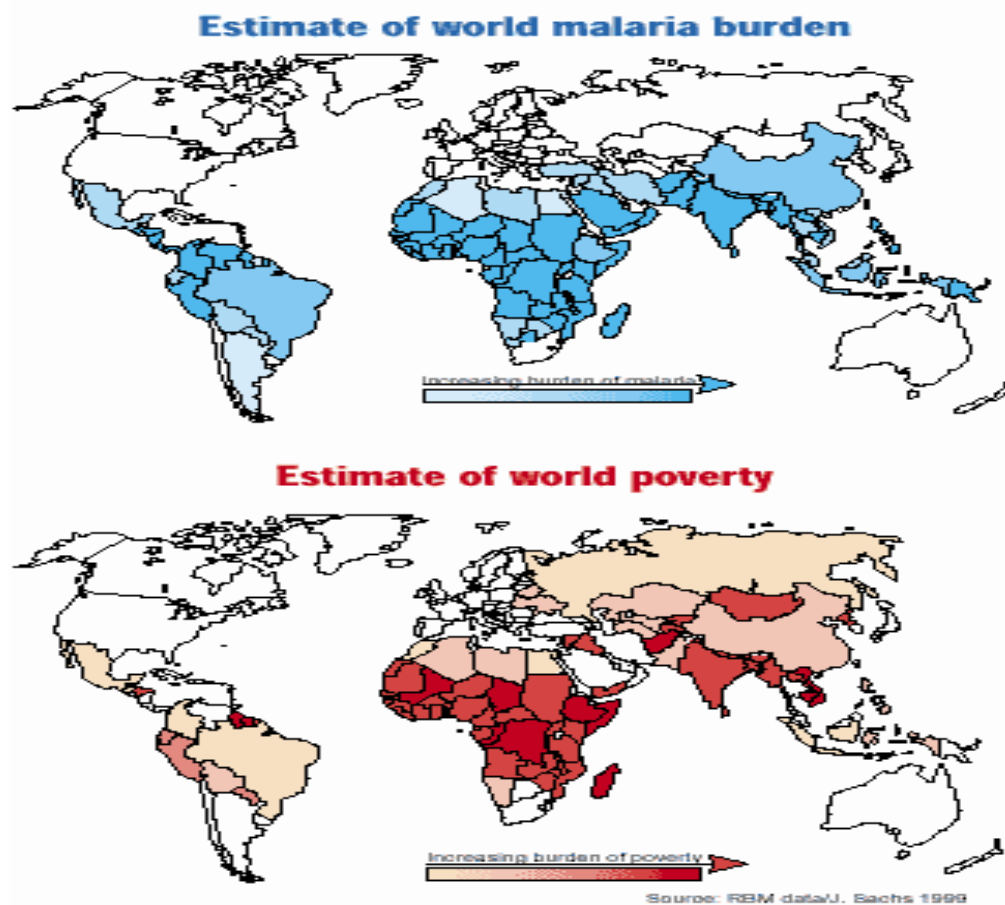 Estimate of world malaria burden
Increasing burden of malaria
Estimate of world poverty
Increasing burden of poverty
Source: RBM data/J. Sachs 1999